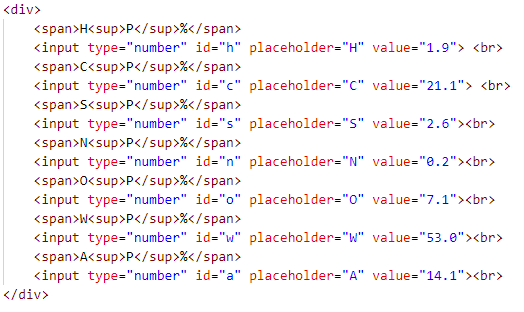 <div>
<span>H<sup>P</sup>%</span>
<input type="number" id="h" placeholder="H" value="1.9"> <br>
<span>C<sup>P</sup>%</span>
<input type="number" id="c" placeholder="C" value="21.1"> <br>
<span>S<sup>P</sup>%</span>
<input type="number" id="s" placeholder="S" value="2.6"><br>
<span>N<sup>P</sup>%</span>
<input type="number" id="n" placeholder="N" value="0.2"><br>
<span>O<sup>P</sup>%</span>
<input type="number" id="o" placeholder="O" value="7.1"><br>
<span>W<sup>P</sup>%</span>
<input type="number" id="w" placeholder="W" value="53.0"><br>
<span>A<sup>P</sup>%</span>
<input type="number" id="a" placeholder="A" value="14.1"><br>
</div>